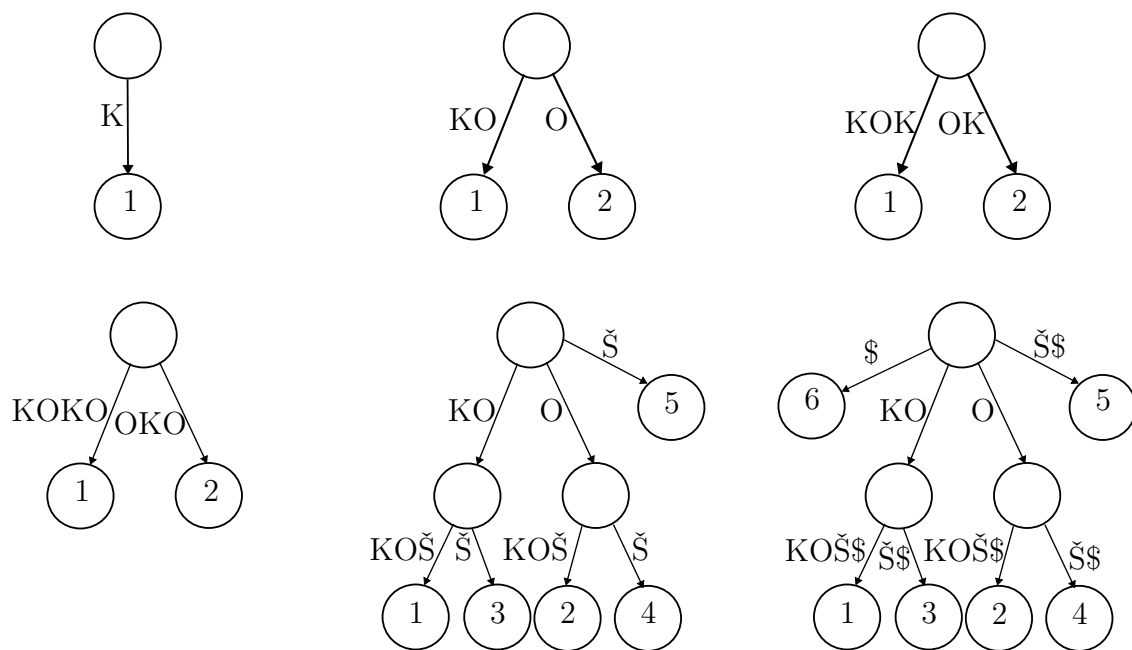 K
1
KO O
1 2
KOK OK
1 2
KOKO OKO
1 2
Š
KO O 5
KOŠ Š KOŠ Š
1 3 2 4
$ Š$
6 KO O 5
KOŠ$ Š$ KOŠ$ Š$
1 3 2 4